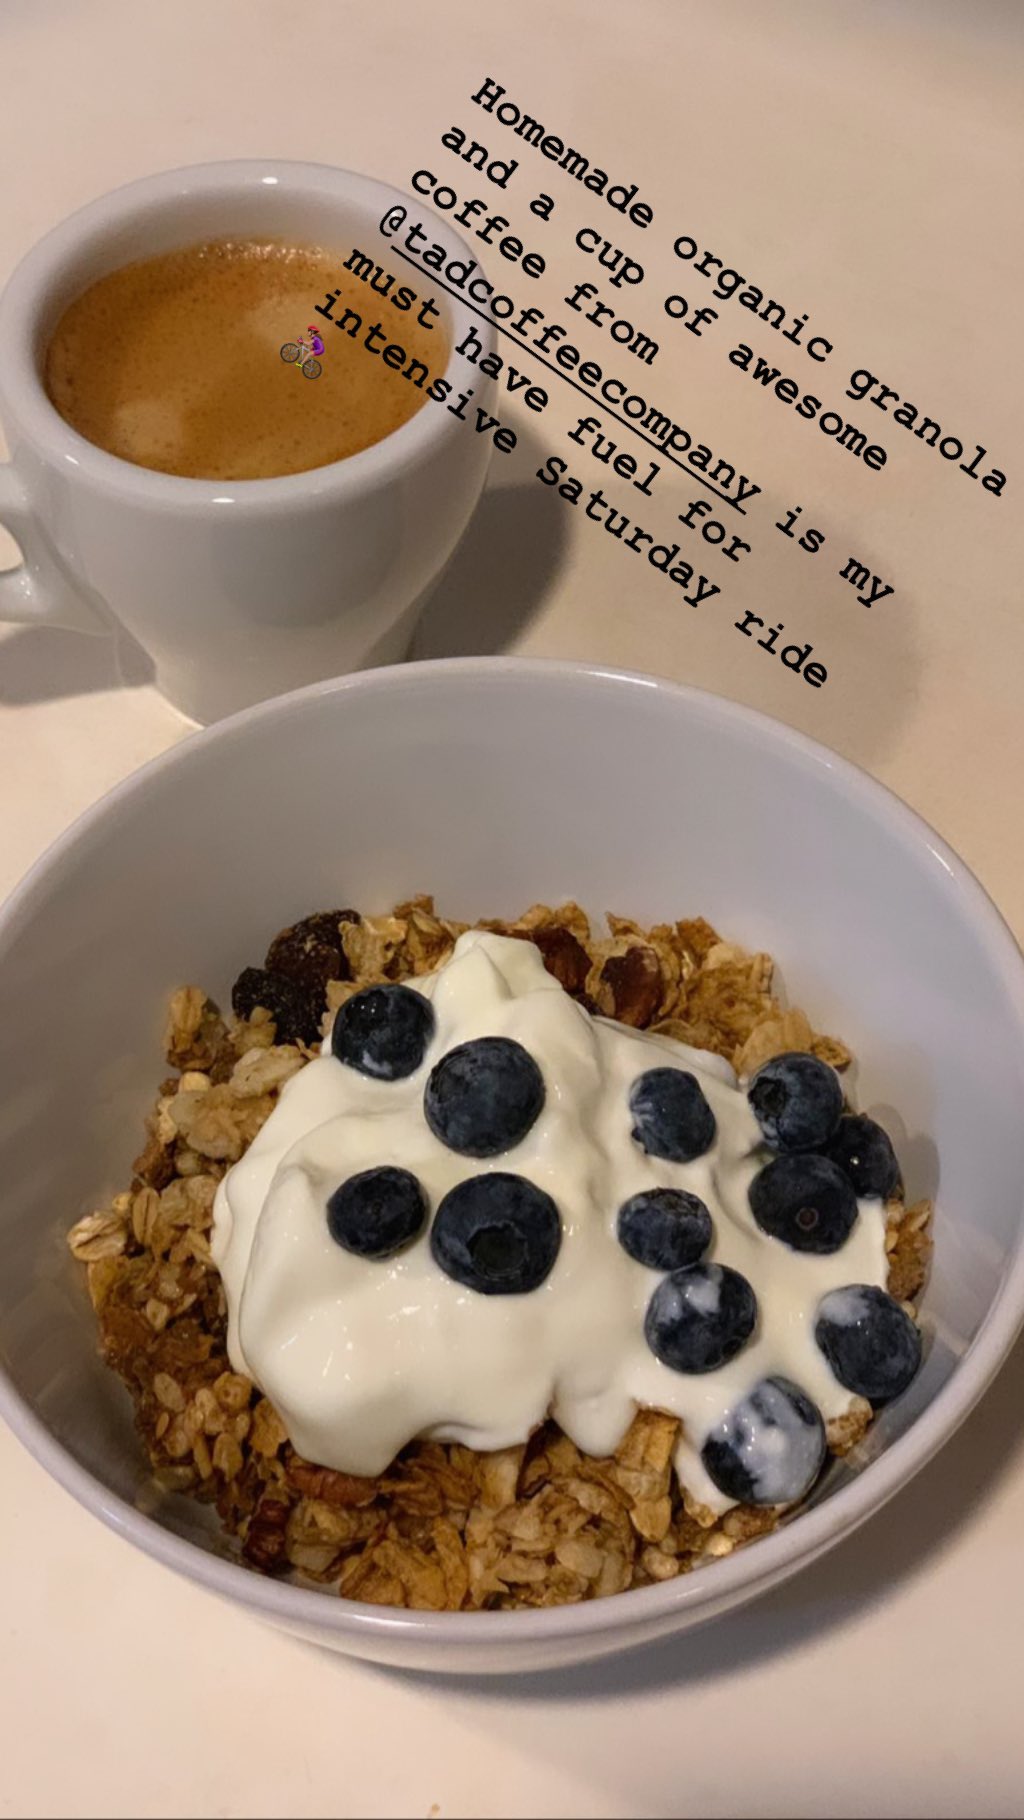 Homemade organic granola
and a cup of awesome
coffee from
@tadcoffeecompany is my
must have fuel for
intensive Saturday ride